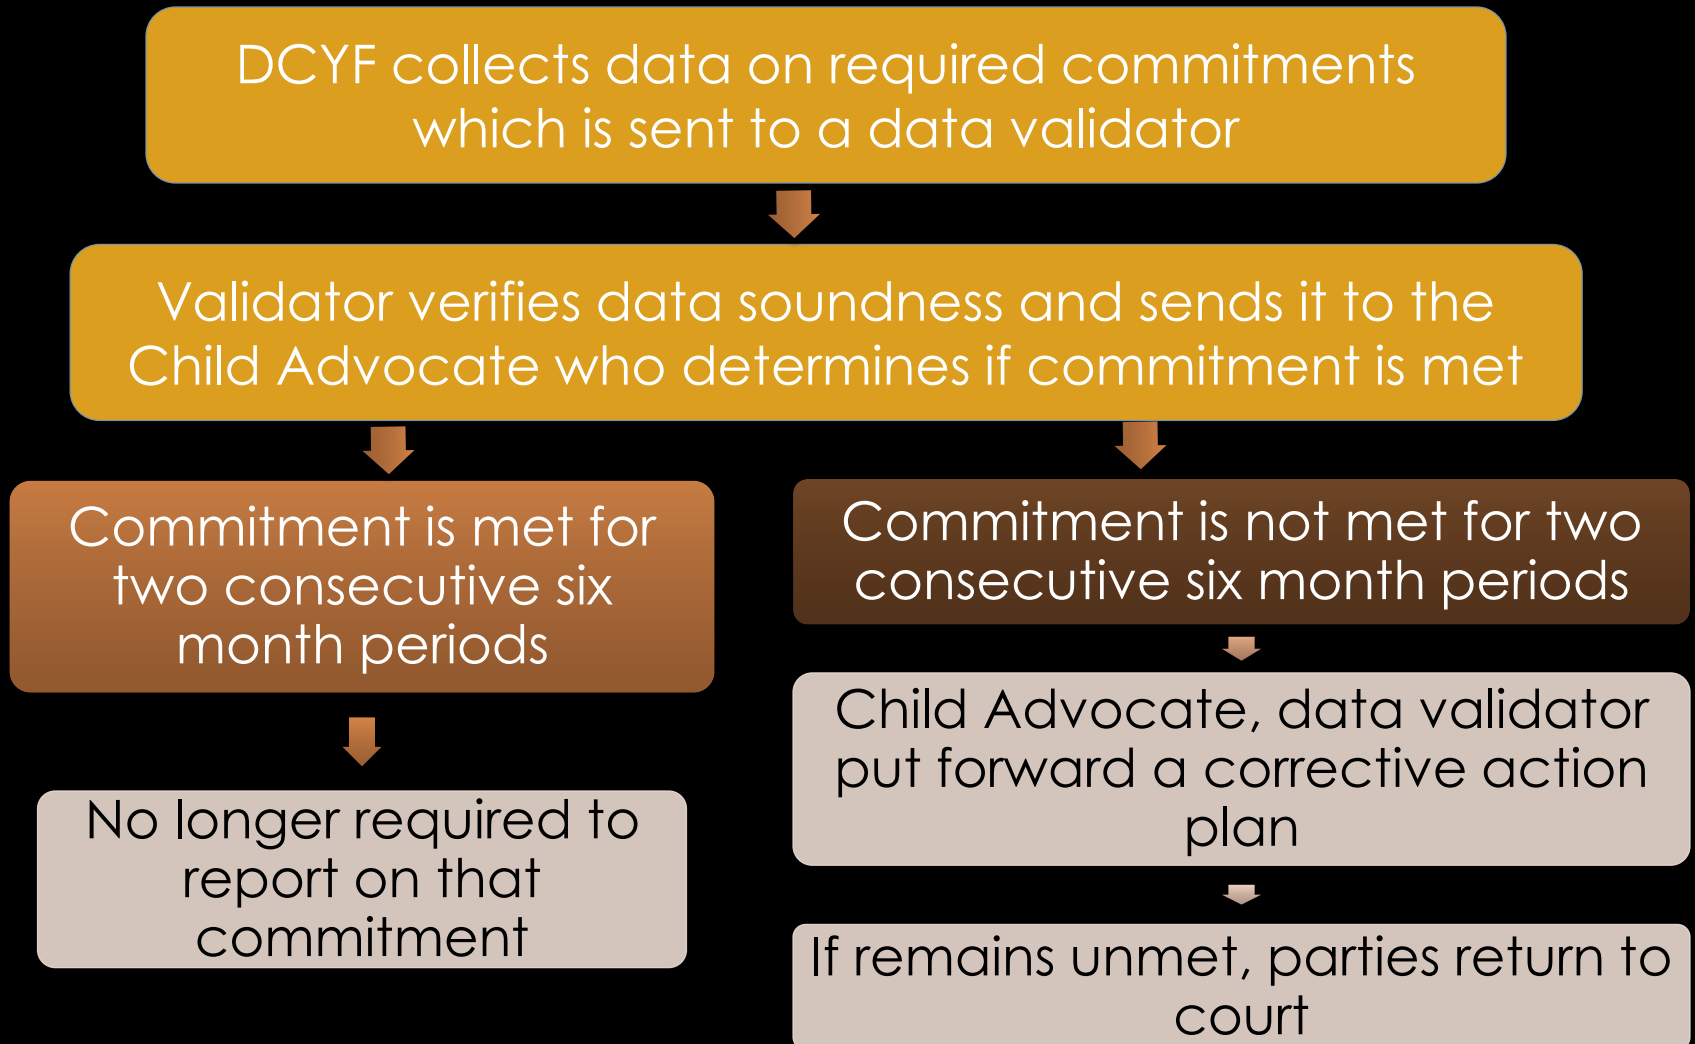 DCYF collects data on required commitments
which is sent to a data validator
Validator verifies data soundness and sends it to the
Child Advocate who determines if commitment is met
Commitment is met for
two consecutive six
month periods
No longer required to
report on that
commitment
Commitment is not met for two
consecutive six month periods
Child Advocate, data validator
put forward a corrective action
plan
If remains unmet, parties return to
court